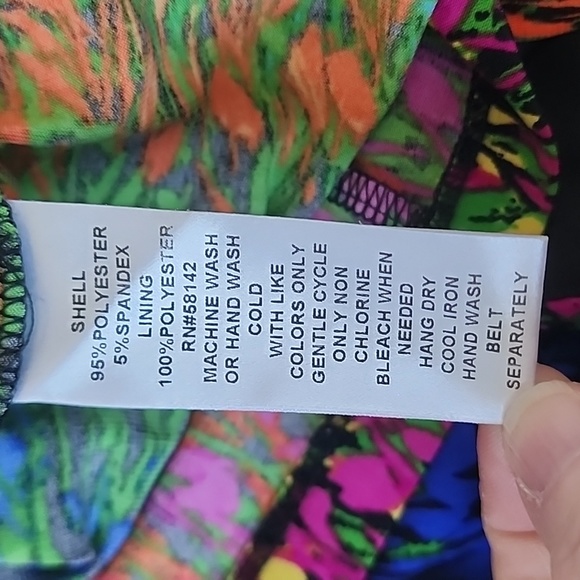 SHELL
95%POLYESTER
5%SPANDEX
LINING
100%POLYESTER
RN#58142
MACHINE WASH
OR HAND WASH
COLD
WITH LIKE
COLORS ONLY
GENTLE CYCLE
ONLY NON
CHLORINE
BLEACH WHEN
NEEDED
HANG DRY
COOL IRON
HAND WASH
BELT
SEPARATELY